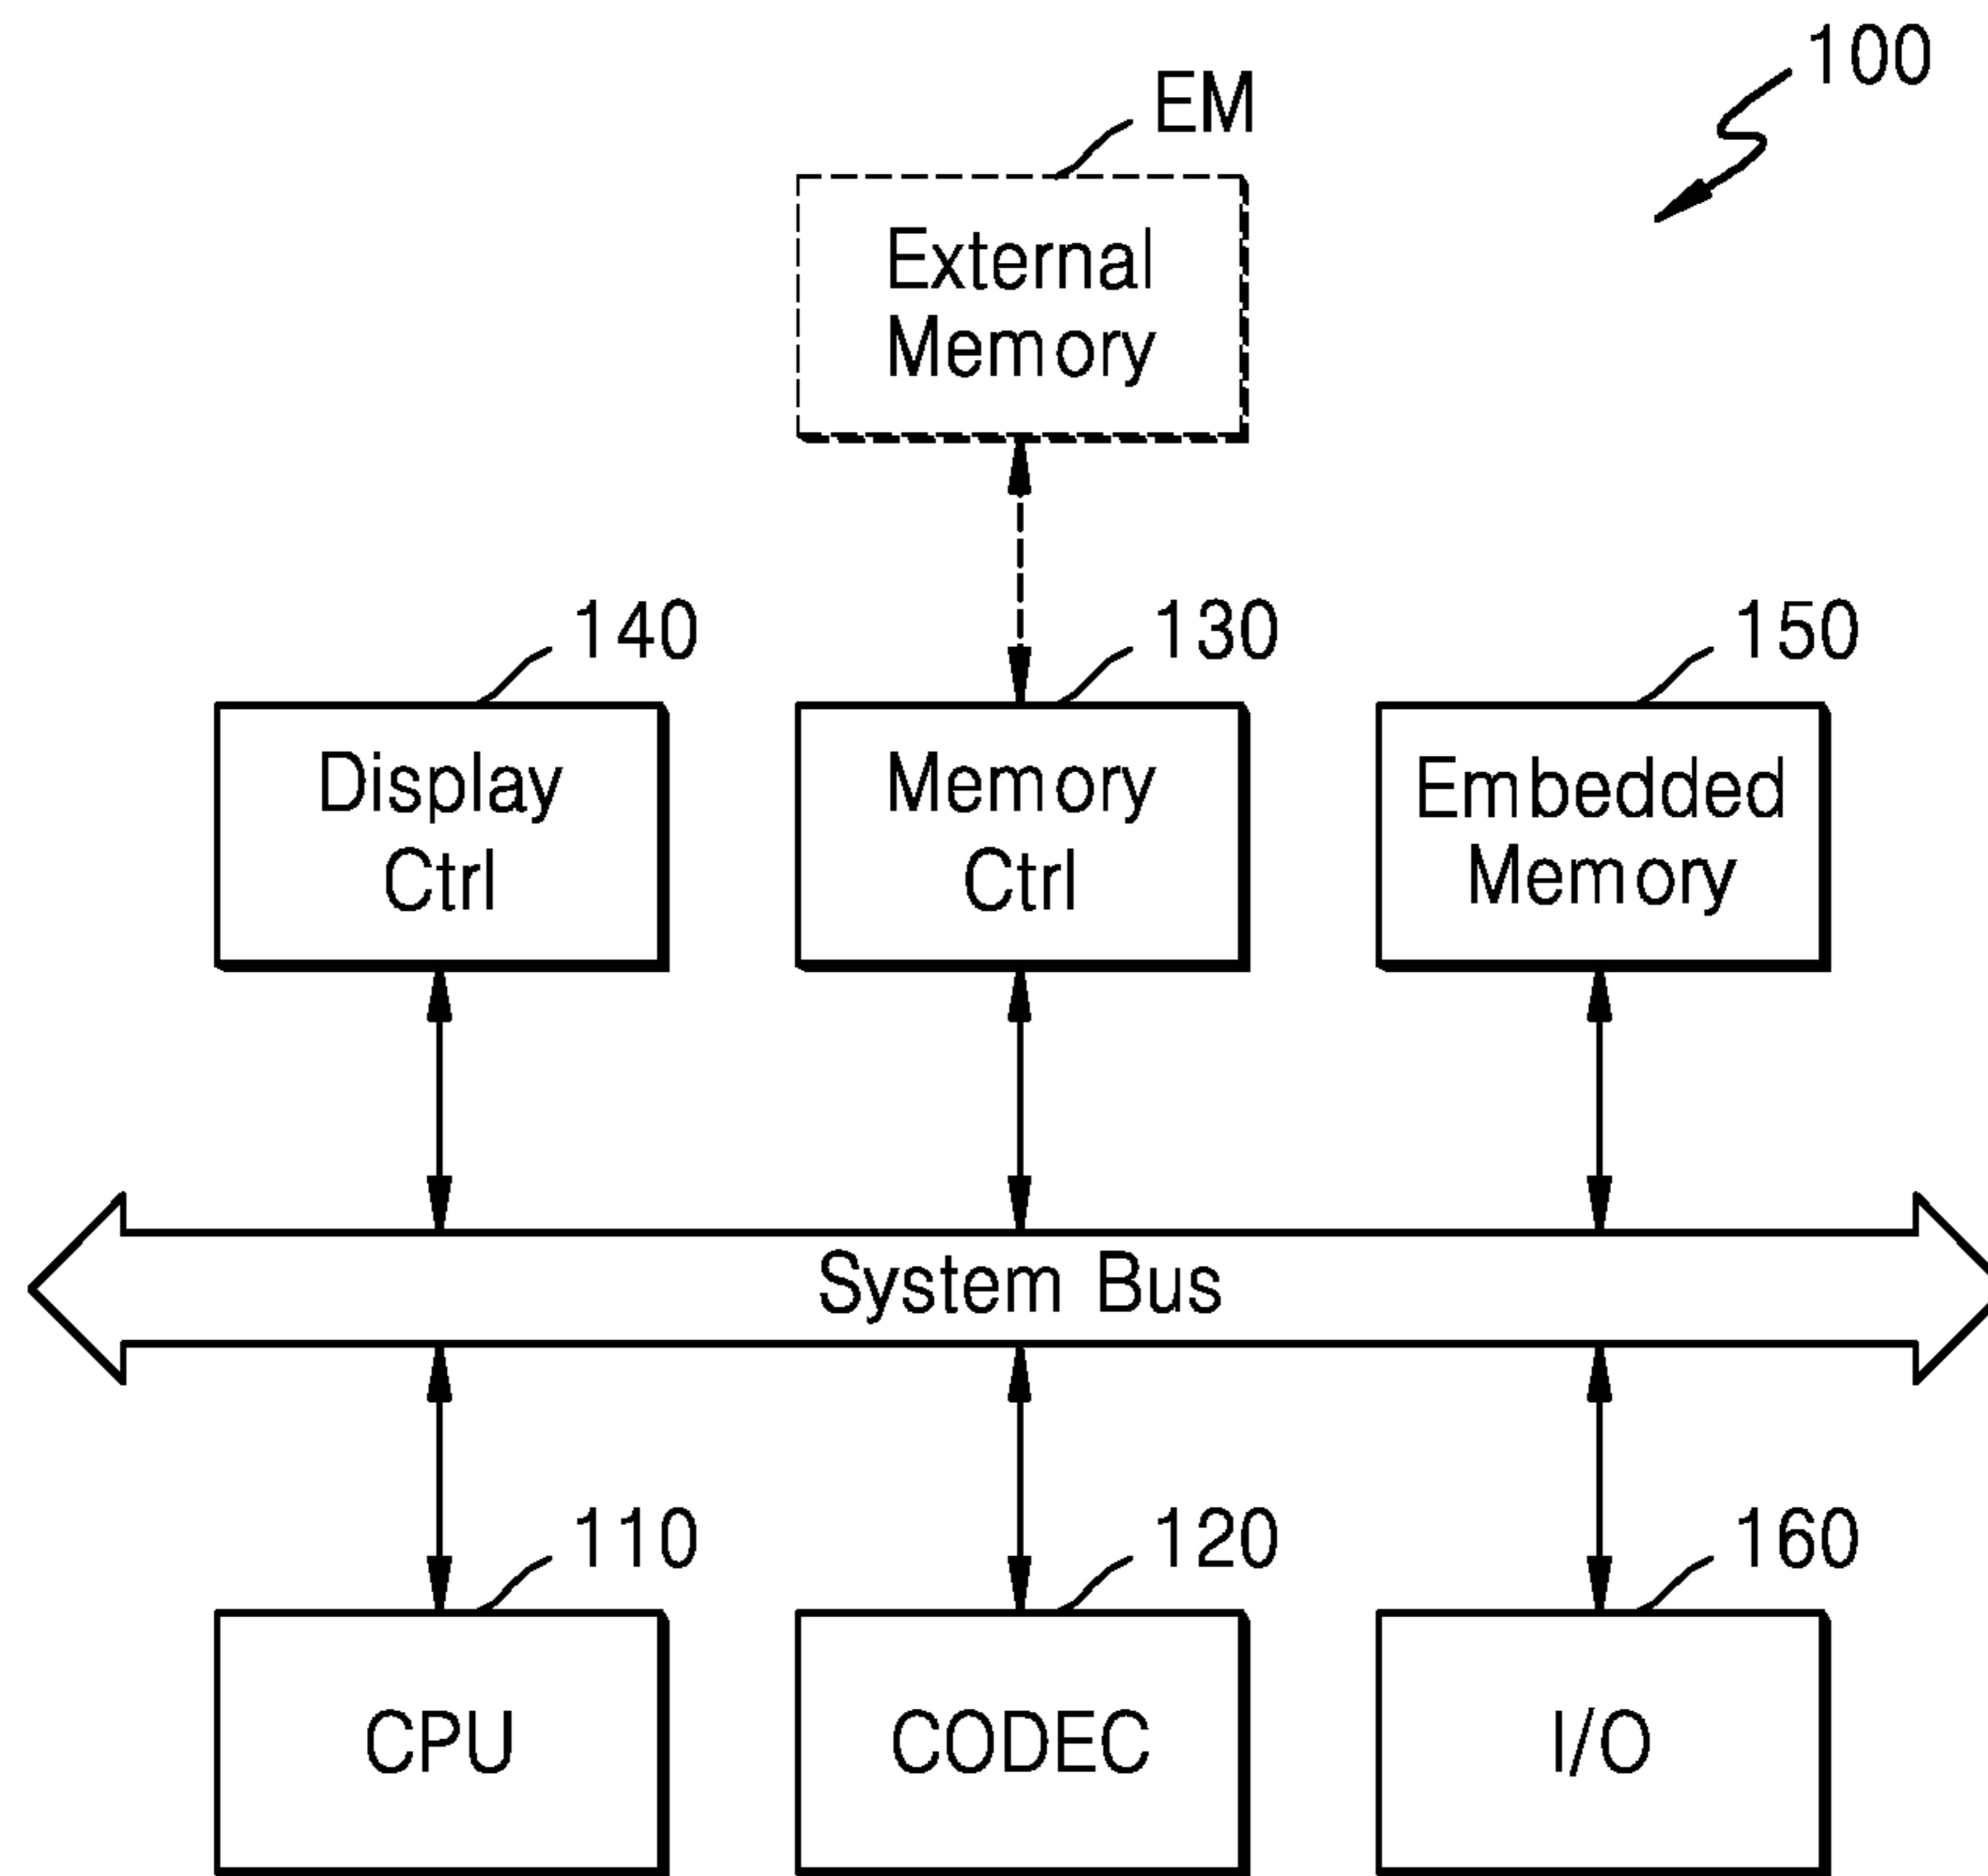 100
EM
External
Memory
140
130
150
Display
Ctrl
Memory
Ctrl
Embedded
Memory
System Bus
110
120
160
CPU
CODEC
I/O